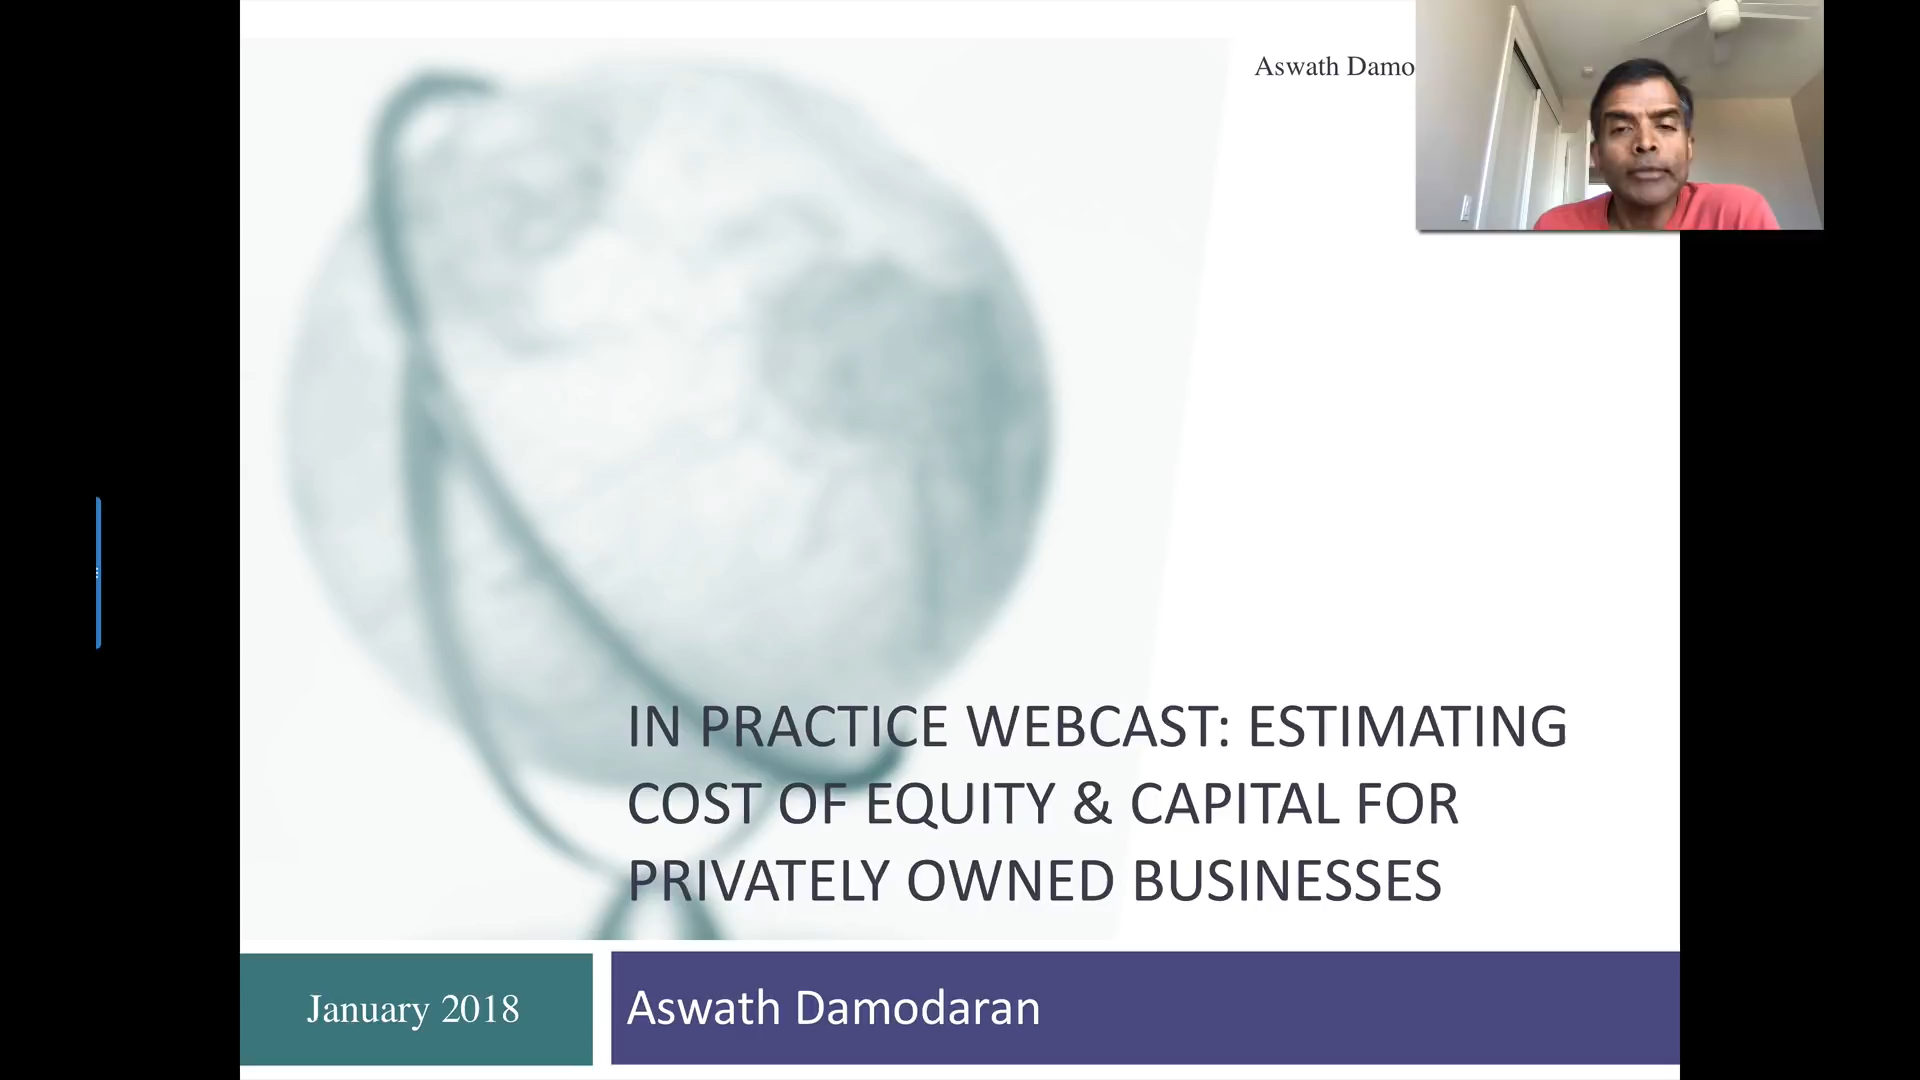 Aswath Damo
IN PRACTICE WEBCAST: ESTIMATING
COST OF EQUITY & CAPITAL FOR
PRIVATELY OWNED BUSINESSES
January 2018
Aswath Damodaran